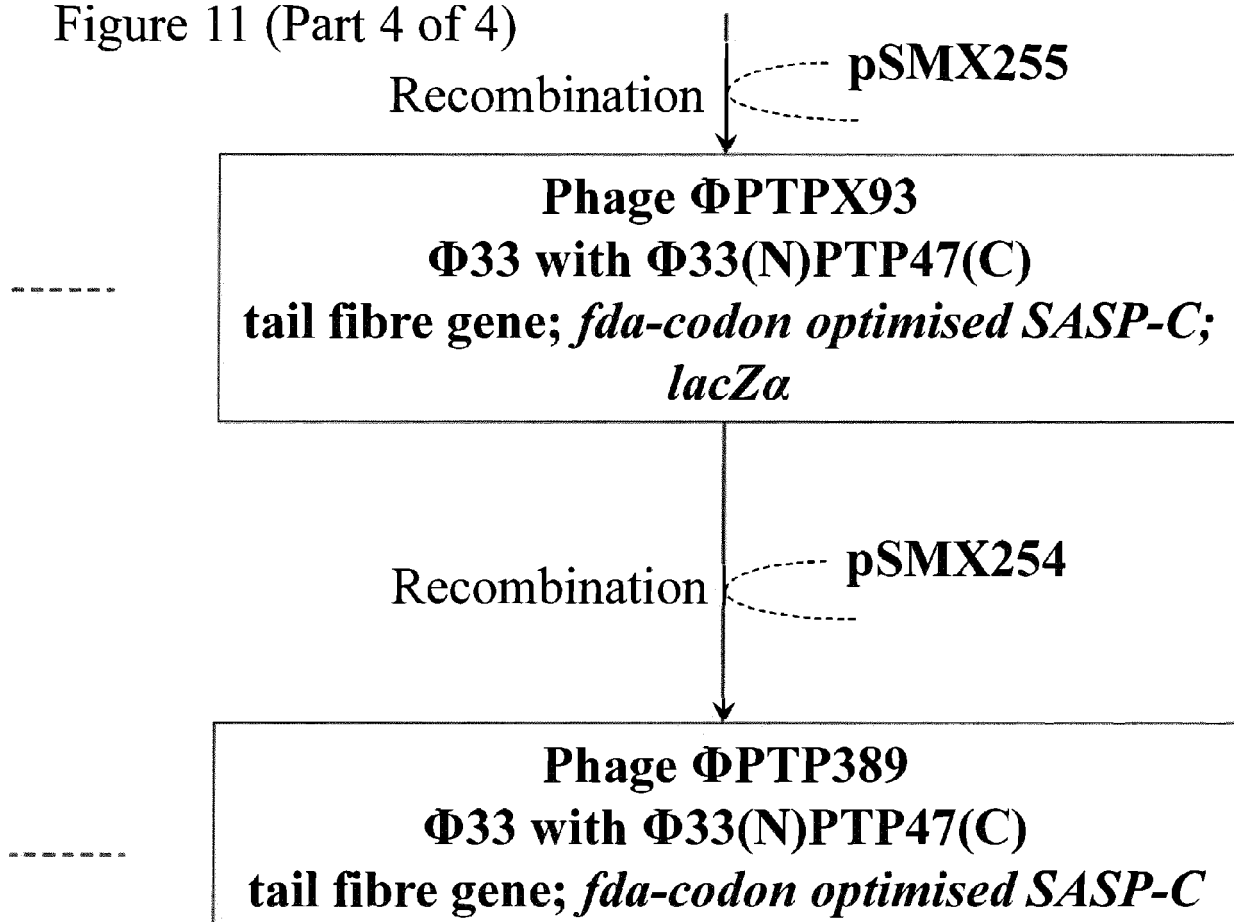 Figure 11 (Part 4 of 4)
pSMX255
Recombination
Phage ΦPTPX93
Φ33 with Φ33(N)PTP47(C)
tail fibre gene; fda-codon optimised SASP-C;
lacZα
pSMX254
Recombination
Phage ΦPTP389
Φ33 with Φ33(N)PTP47(C)
tail fibre gene; fda-codon optimised SASP-C